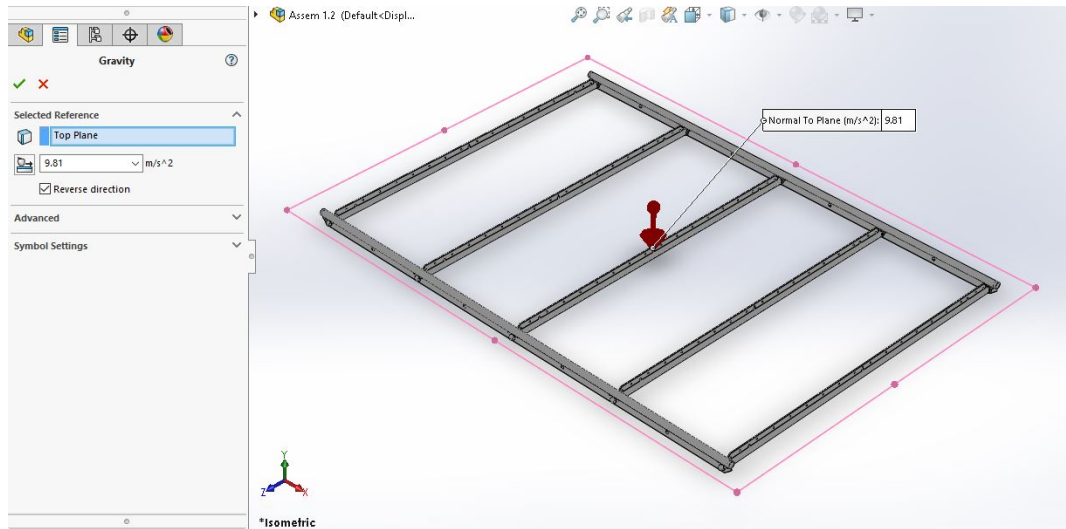 Assem 1.2 (Default<Displ...
Gravity
Selected Reference
Top Plane
9.81 m/s^2
Reverse direction
Advanced
Symbol Settings
Normal To Plane (m/s^2): 9.81
Y
Z X
*Isometric